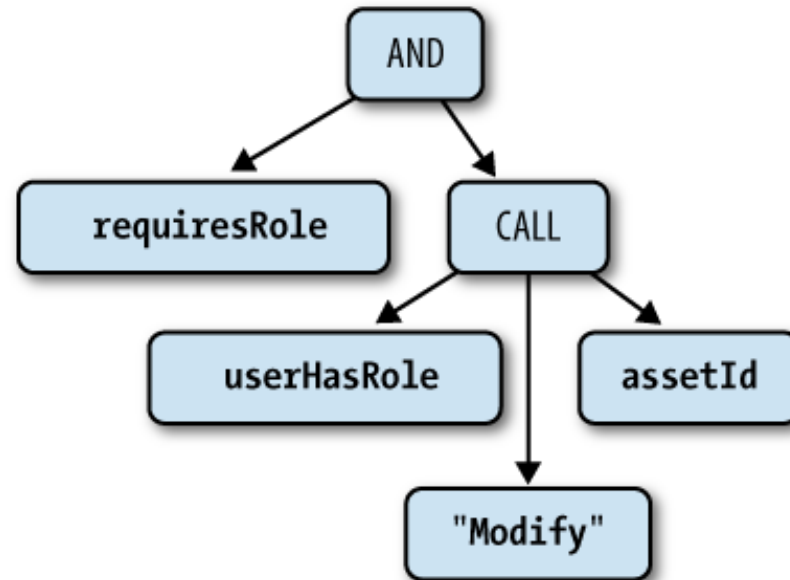 AND
requiresRole
CALL
userHasRole
assetId
"Modify"